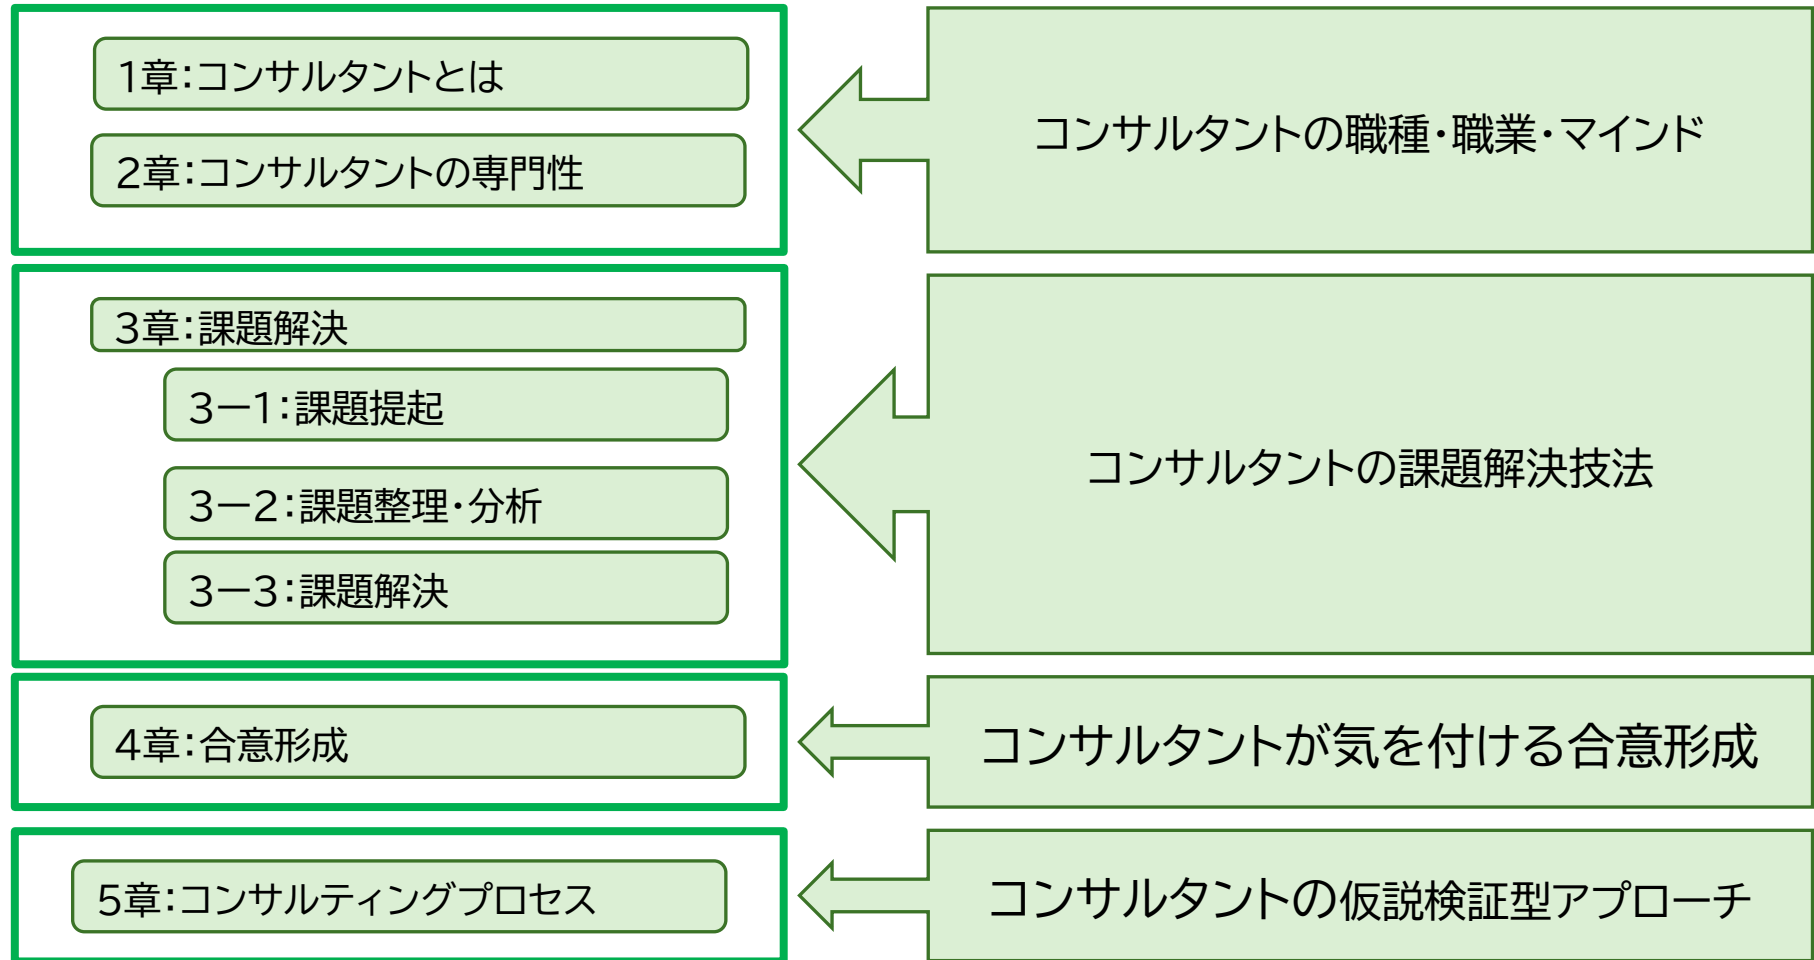 1章：コンサルタントとは
2章：コンサルタントの専門性
コンサルタントの職種・職業・マインド
3章：課題解決
3ー1：課題提起
3ー2：課題整理・分析
3ー3：課題解決
コンサルタントの課題解決技法
4章：合意形成
コンサルタントが気を付ける合意形成
5章：コンサルティングプロセス
コンサルタントの仮説検証型アプローチ